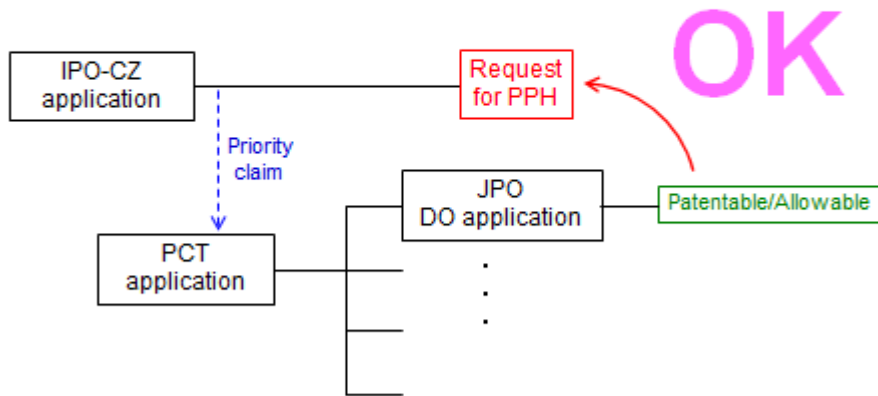 OK
IPO-CZ
application
Request
for PPH
Priority
claim
JPO
DO application
Patentable/Allowable
PCT
application